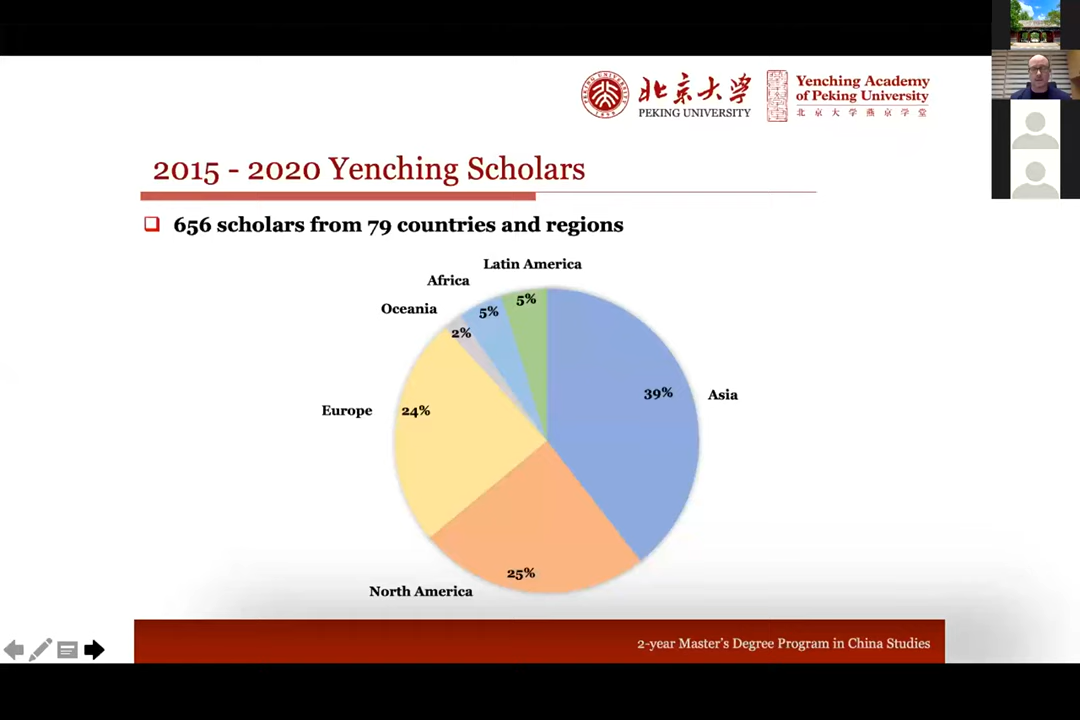 北京大学
PEKING UNIVERSITY
Yenching Academy
of Peking University
北京大学燕京学堂
2015 - 2020 Yenching Scholars
656 scholars from 79 countries and regions
Latin America
Africa
Oceania
5%
5%
2%
39%
Asia
Europe
24%
25%
North America
2-year Master's Degree Program in China Studies